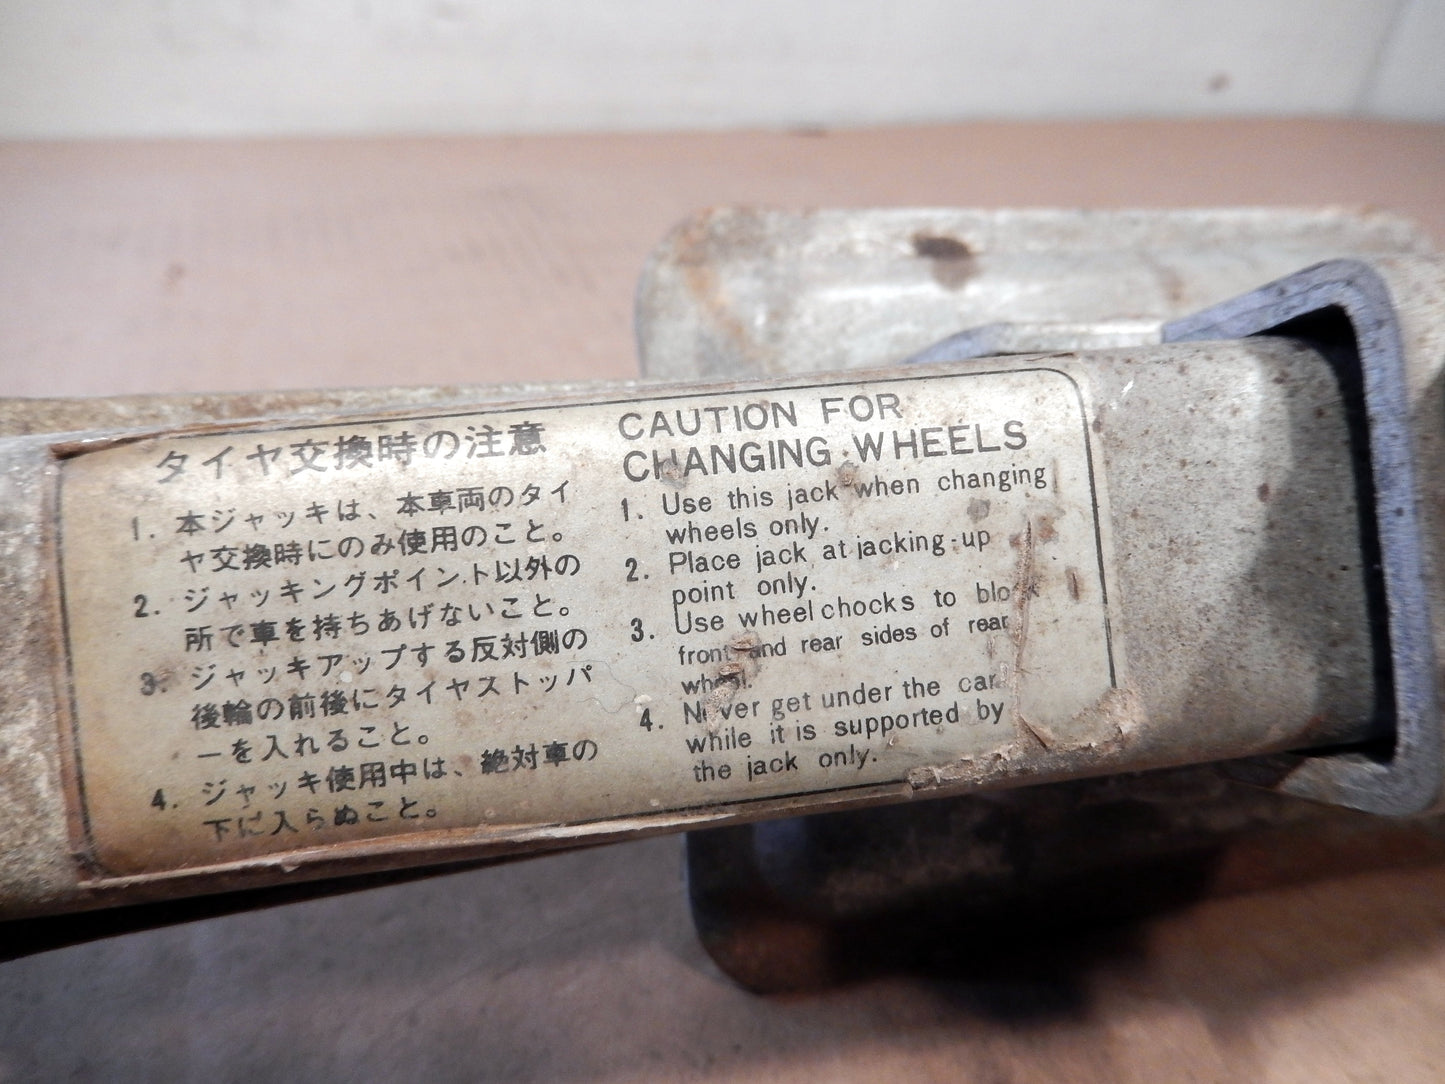 タイヤ交換時の注意
1. 本ジャッキは、本車両のタイ
ヤ交換時にのみ使用のこと。
2. ジャッキングポイント以外の
所で車を持ちあげないこと。
3. ジャッキアップする反対側の
後輪の前後にタイヤストッパ
ーを入れること。
4. ジャッキ使用中は、絶対車の
下に入らぬこと。
CAUTION FOR
CHANGING WHEELS
1. Use this jack when changing
wheels only.
2. Place jack at jacking-up
point only.
3. Use wheel chocks to block
front and rear sides of rear
wheel.
4. Never get under the car
while it is supported by
the jack only.